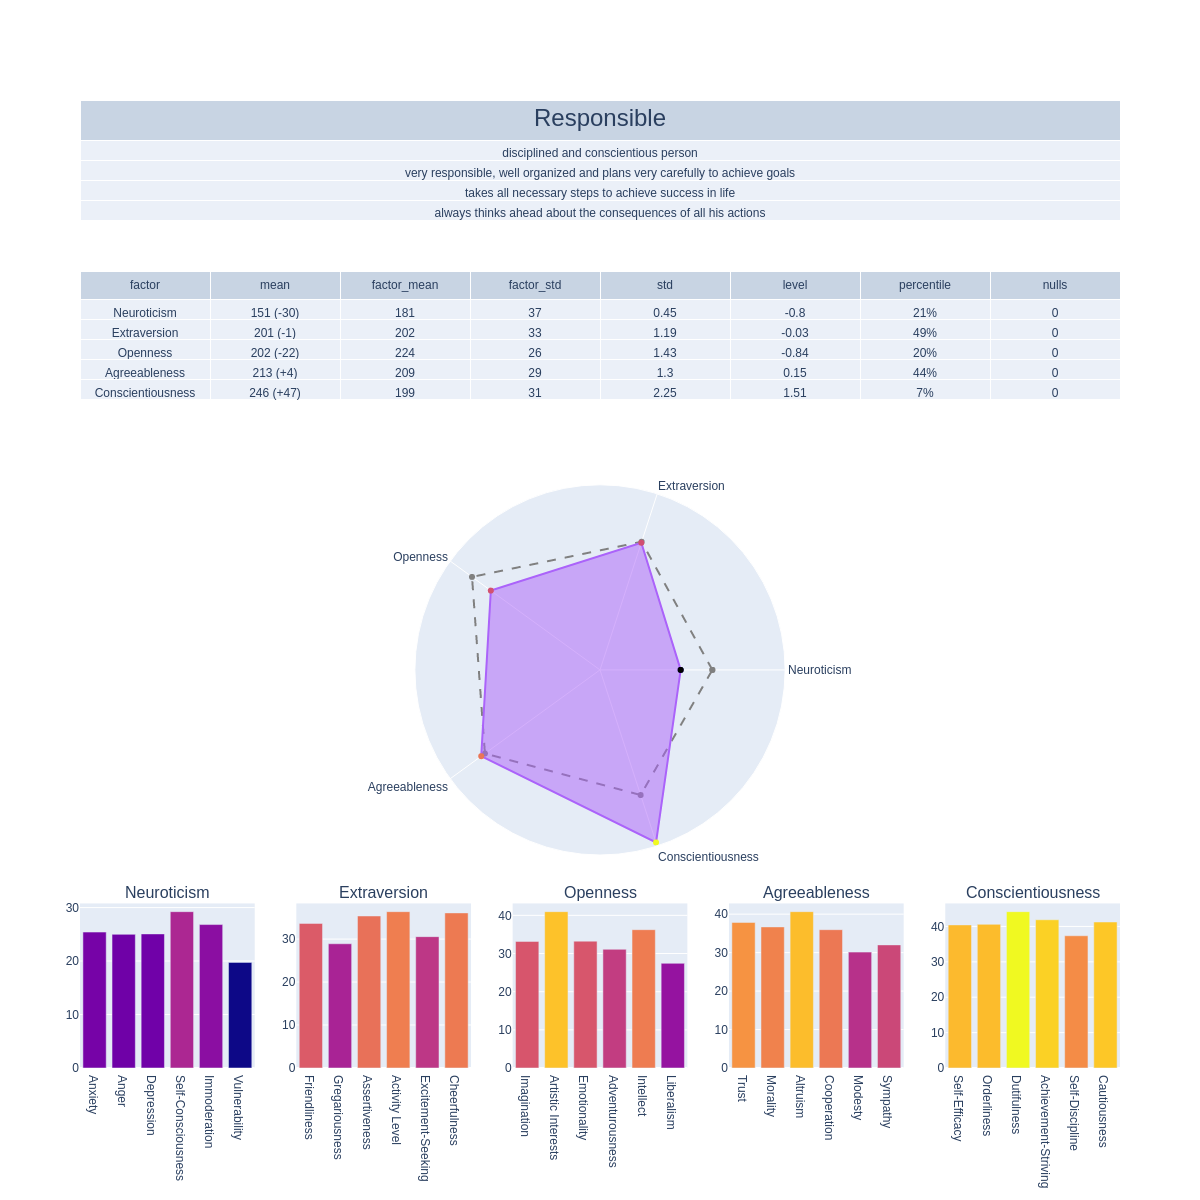 Responsible
disciplined and conscientious person
very responsible, well organized and plans very carefully to achieve goals
takes all necessary steps to achieve success in life
always thinks ahead about the consequences of all his actions
factor mean factor_mean factor_std std level percentile nulls
Neuroticism 151 (-30) 181 37 0.45 -0.8 21% 0
Extraversion 201 (-1) 202 33 1.19 -0.03 49% 0
Openness 202 (-22) 224 26 1.43 -0.84 20% 0
Agreeableness 213 (+4) 209 29 1.3 0.15 44% 0
Conscientiousness 246 (+47) 199 31 2.25 1.51 7% 0
Extraversion
Openness
Neuroticism
Agreeableness
Conscientiousness
Neuroticism
30
20
10
0
Anxiety
Anger
Depression
Self-Consciousness
Immoderation
Vulnerability
Extraversion
30
20
10
0
Friendliness
Gregariousness
Assertiveness
Activity Level
Excitement-Seeking
Cheerfulness
Openness
40
30
20
10
0
Imagination
Artistic Interests
Emotionality
Adventurousness
Intellect
Liberalism
Agreeableness
40
30
20
10
0
Trust
Morality
Altruism
Cooperation
Modesty
Sympathy
Conscientiousness
40
30
20
10
0
Self-Efficacy
Orderliness
Dutifulness
Achievement-Striving
Self-Discipline
Cautiousness